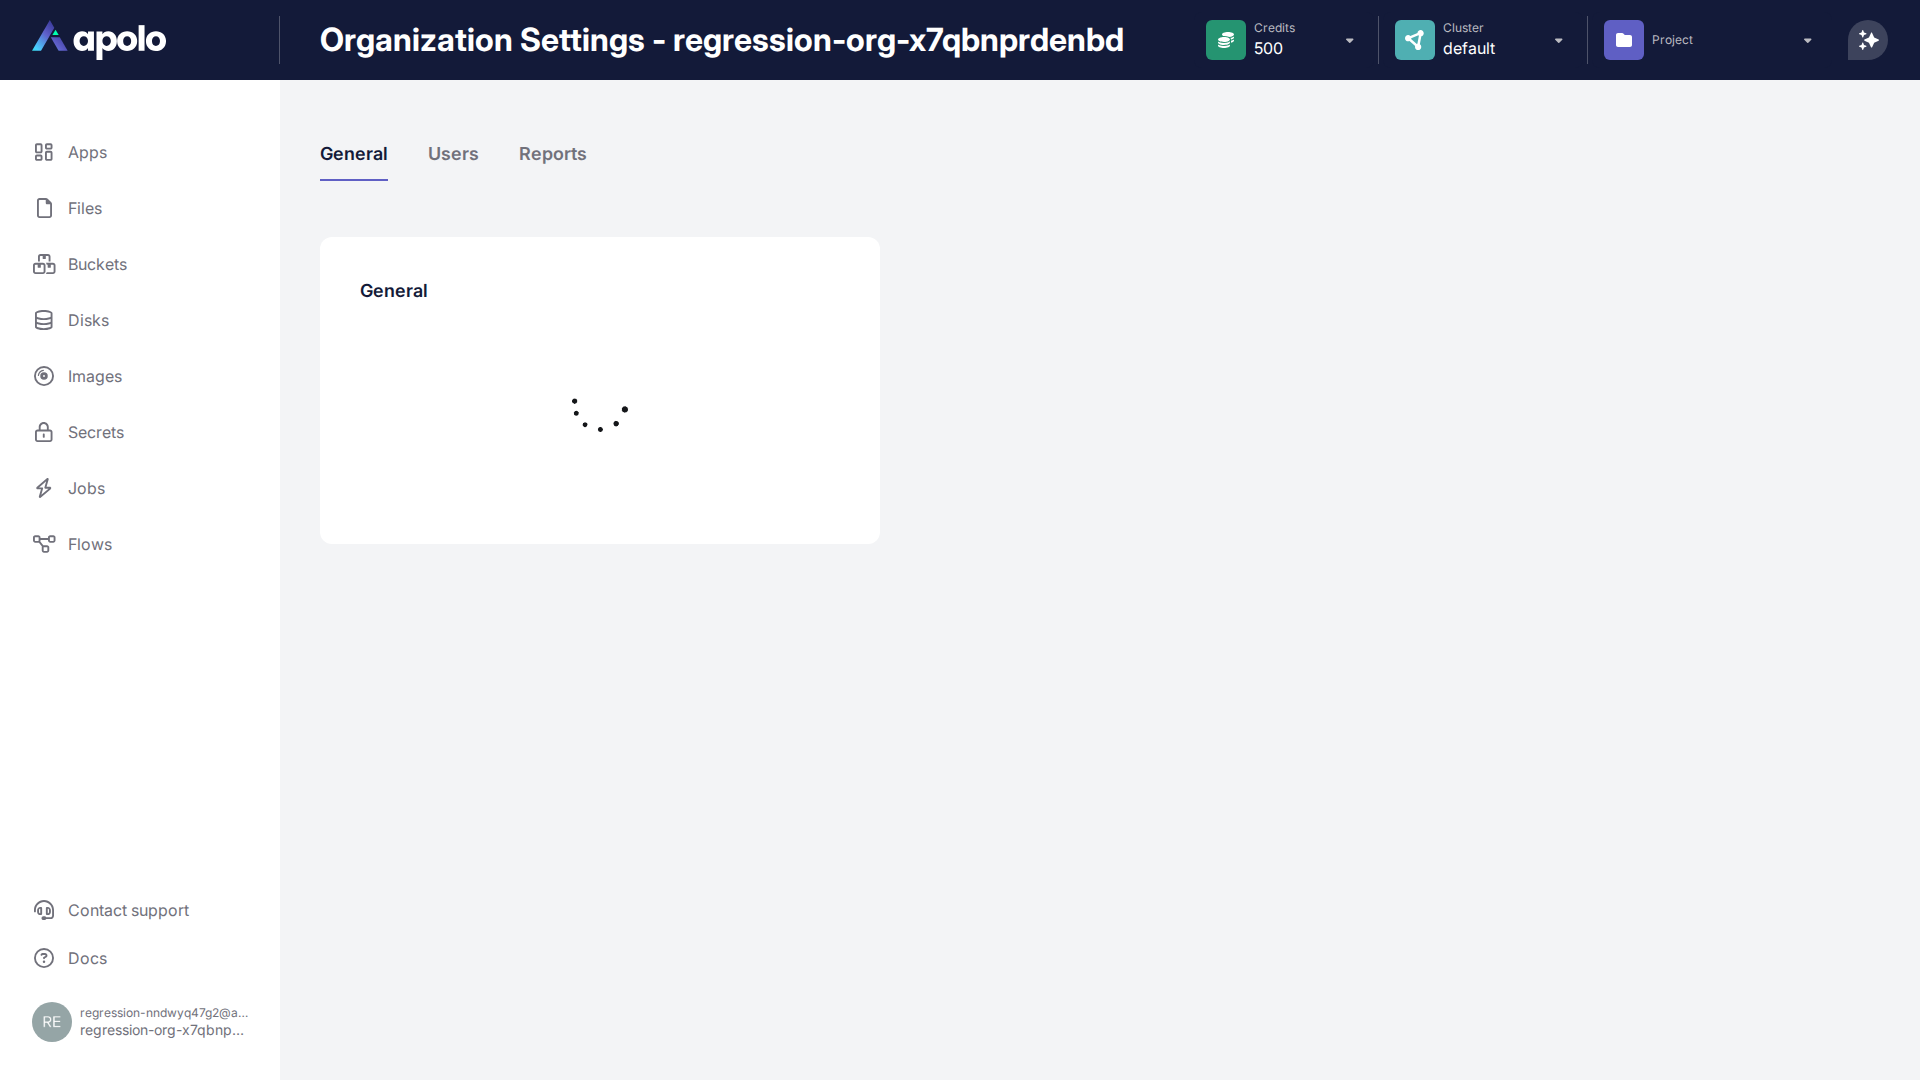 apolo
Organization Settings - regression-org-x7qbnprdenbd
Credits
500
Cluster
default
Project
Apps
Files
Buckets
Disks
Images
Secrets
Jobs
Flows
General
Users
Reports
General
Contact support
Docs
RE
regression-nndwyq47g2@a...
regression-org-x7qbnp...